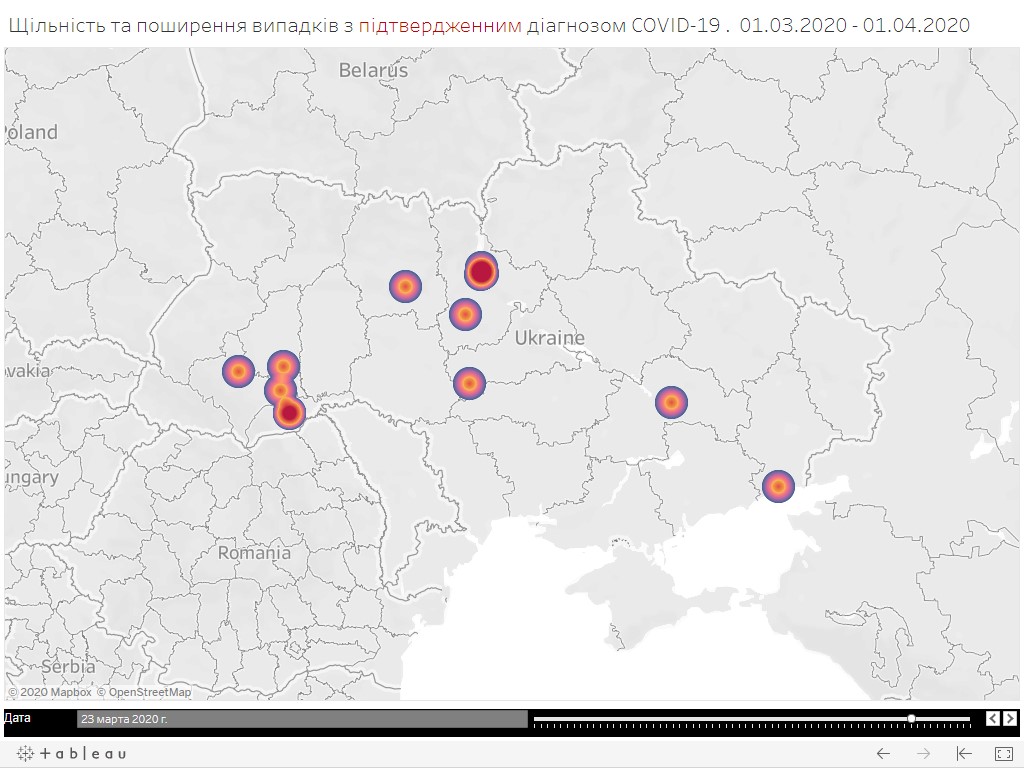 Щільність та поширення випадків з підтвердженним діагнозом COVID-19 . 01.03.2020 - 01.04.2020
Belarus
Poland
Ukraine
vakia
ungary
Romania
Serbia
© 2020 Mapbox © OpenStreetMap
Дата
23 марта 2020 г.
+ableau